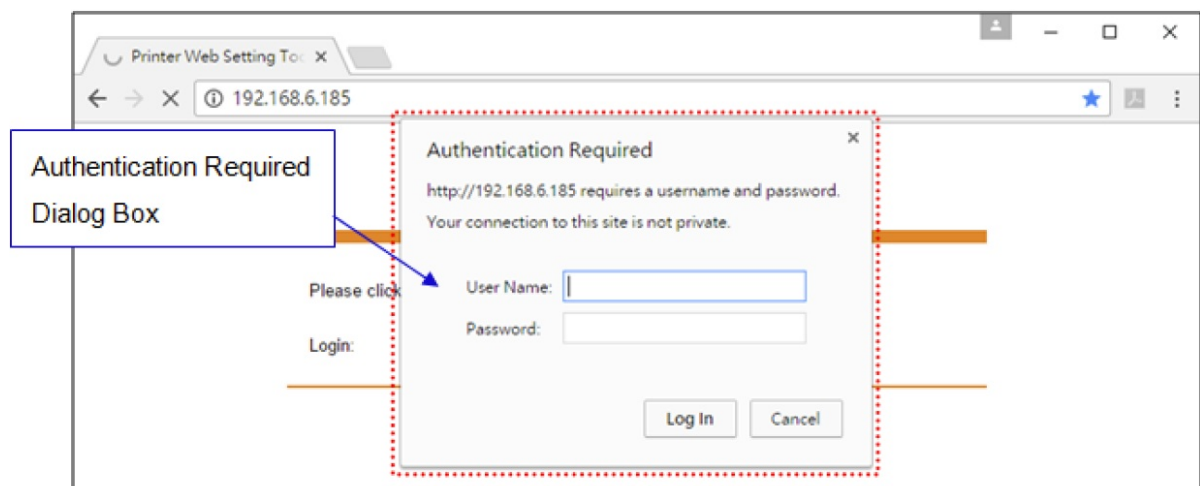 Printer Web Setting Too
192.168.6.185
Authentication Required
Dialog Box
Authentication Required
http://192.168.6.185 requires a username and password.
Your connection to this site is not private.
Please click
User Name:
Password:
Login:
Log In
Cancel